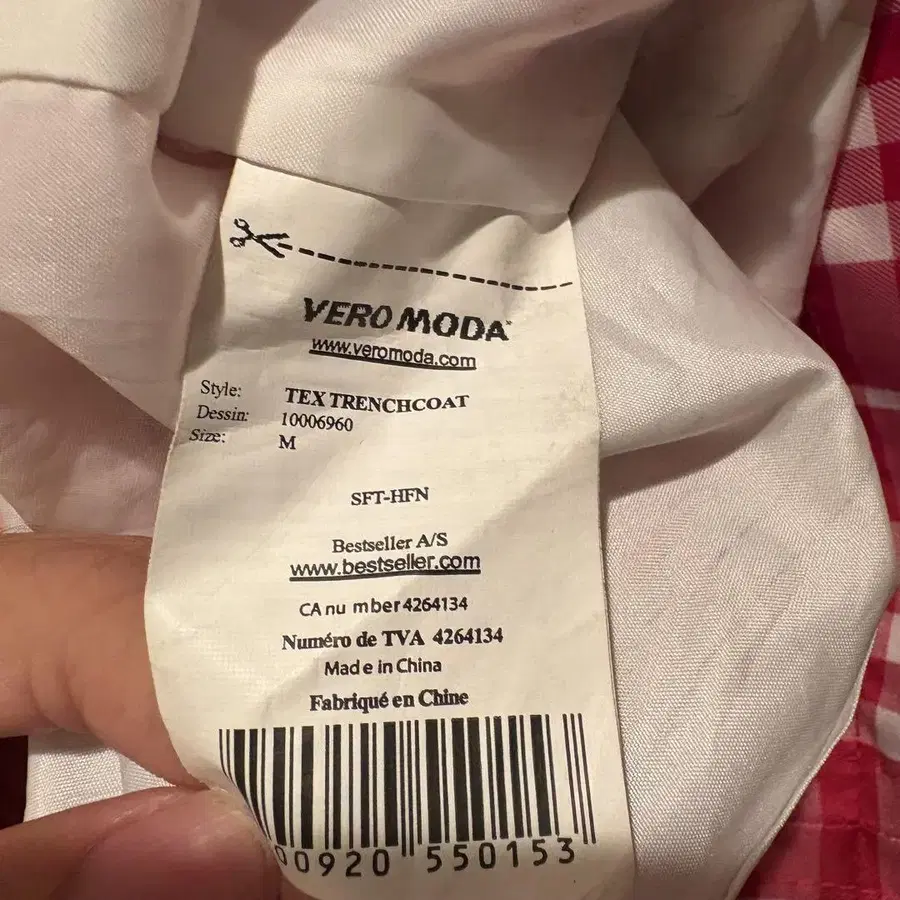 VERO MODA
www.veromoda.com
Style: TEX TRENCHCOAT
Dessin: 10006960
Size: M
SFT-HFN
Bestseller A/S
www.bestseller.com
CA nu mber 4264134
Numéro de TVA 4264134
Made in China
Fabriqué en Chine
00920 550153